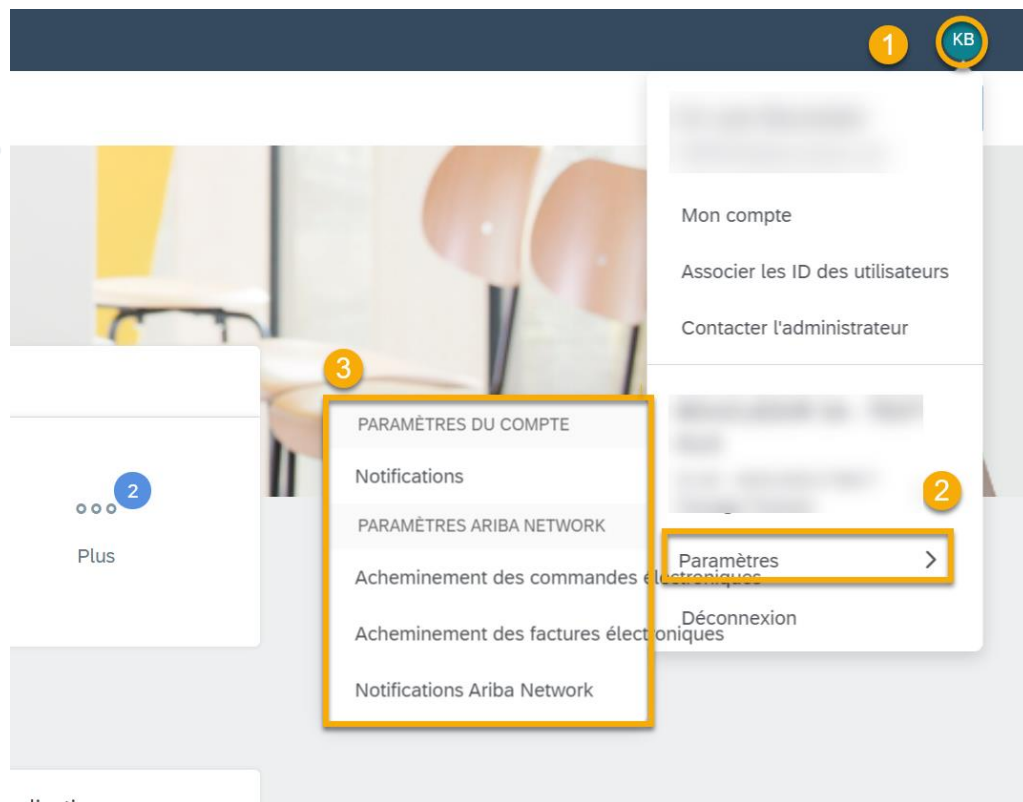 1
KB
Mon compte
Associer les ID des utilisateurs
Contacter l'administrateur
3
PARAMÈTRES DU COMPTE
Notifications
2
2
PARAMÈTRES ARIBA NETWORK
Plus
Paramètres
Acheminement des commandes électroniques
Déconnexion
Acheminement des factures électroniques
Notifications Ariba Network